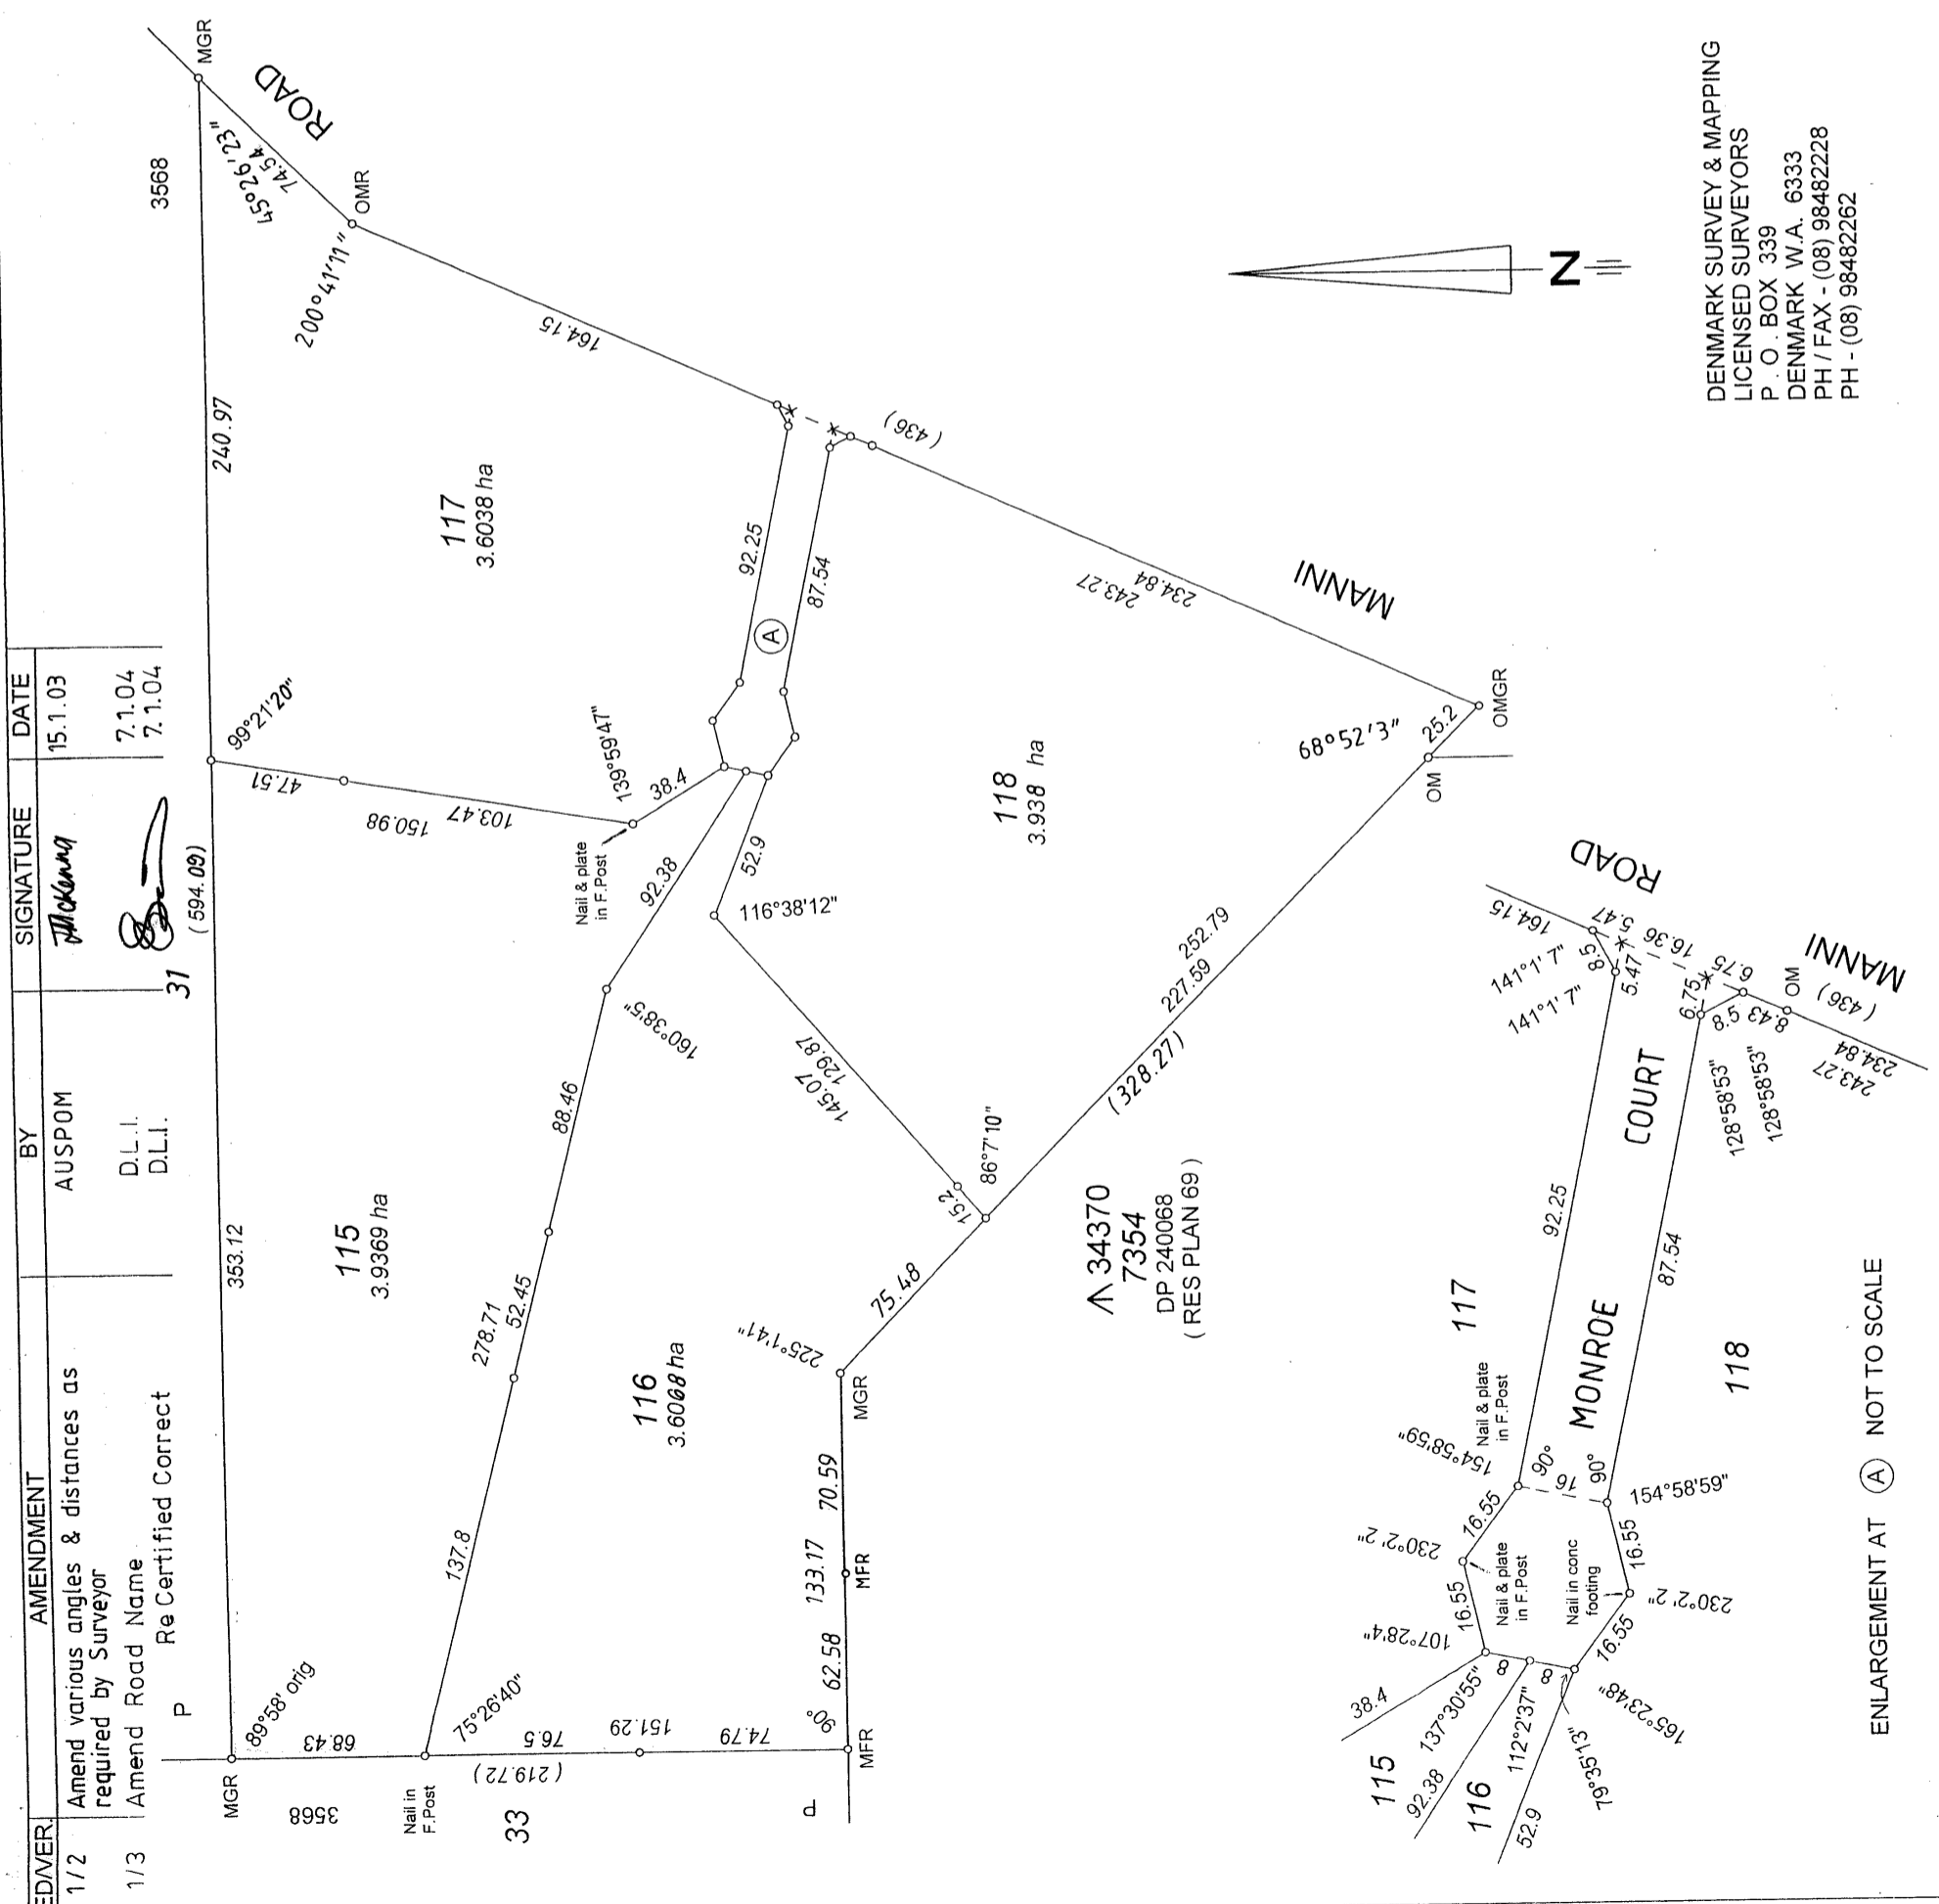 ED/VER.
AMENDMENT
BY
SIGNATURE
DATE
1/2
Amend various angles & distances as
required by Surveyor
AUSPOM
JMcKenna
15.1.03
1/3
Amend Road Name
D.L.I.
7.1.04
Re Certified Correct
D.L.I.
7.1.04
P
31
(594.09)
3568
MGR
353.12
240.97
MGR
89°58' orig
68.43
3568
Nail in
F.Post
33
75°26'40"
76.5
151.29
(219.72)
74.79
90°
MFR
P
62.58
133.17
MFR
70.59
MGR
225°1'41"
115
3.9369 ha
137.8
278.71
52.45
88.46
160°38'5"
92.38
116
3.6068 ha
99°21'20"
47.51
150.98
103.47
139°59'47"
38.4
Nail & plate
in F.Post
117
3.6038 ha
45°26'23"
74.54
ROAD
OMR
200°41'11"
164.15
92.25
87.54
A
52.9
116°38'12"
129.87
145.07
15.2
86°7'10"
75.48
118
3.938 ha
(436)
243.27
234.84
MANNI
68°52'3"
25.2
OMGR
OM
252.79
227.59
(328.27)
34370
7354
DP 240068
( RES PLAN 69 )
N
DENMARK SURVEY & MAPPING
LICENSED SURVEYORS
P . O . BOX 339
DENMARK W.A. 6333
PH / FAX - (08) 98482228
PH - (08) 98482262
ROAD
164.15
5.47
16.36
6.75
8.5
5.47
141°1' 7"
141°1' 7"
6.75
8.5
8.43
OM
MANNI
(436)
234.84
243.27
128°58'53"
128°58'53"
MONROE COURT
92.25
87.54
117
118
Nail & plate
in F.Post
154°58'59"
90°
16
90°
154°58'59"
16.55
230°2' 2"
16.55
Nail & plate
in F.Post
Nail in conc
footing
16.55
230°2' 2"
16.55
107°28'4"
8
8
38.4
137°30'55"
115
92.38
112°2'37"
116
52.9
79°35'13"
165°23'48"
ENLARGEMENT AT A NOT TO SCALE